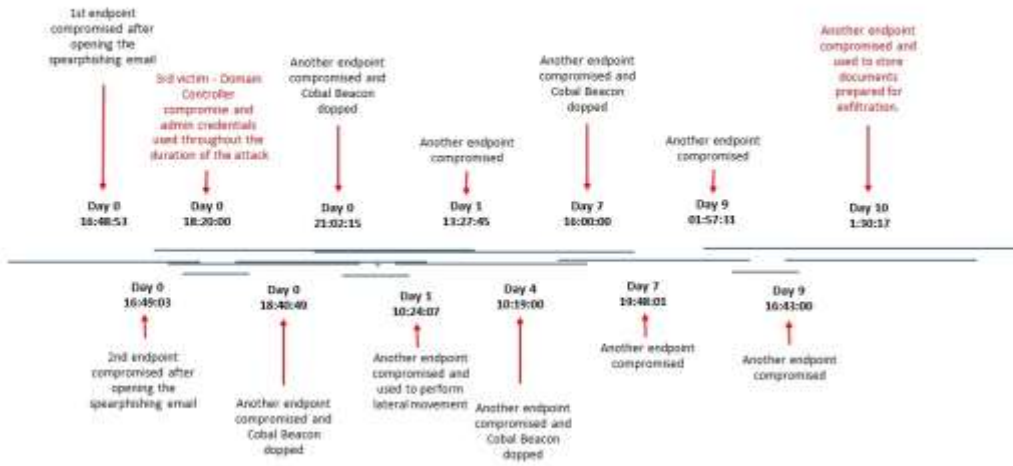 1st endpoint
compromised after
opening the
spearphishing email
3rd victim - Domain
Controller
compromise and
admin credentials
used throughout the
duration of the attack
Another endpoint
compromised and
Cobal Beacon
dopped
Another endpoint
compromised
Another endpoint
compromised and
Cobal Beacon
dopped
Another endpoint
compromised
Another endpoint
compromised and
used to store
documents
prepared for
exfiltration.
Day 0
16:48:53
Day 0
18:20:00
Day 0
21:02:15
Day 1
13:27:45
Day 7
16:00:00
Day 9
01:57:33
Day 10
1:30:17
Day 0
16:49:03
Day 0
18:40:49
Day 1
10:24:07
Day 4
10:19:00
Day 7
19:48:01
Day 9
16:43:00
2nd endpoint
compromised after
opening the
spearphishing email
Another endpoint
compromised and
Cobal Beacon
dopped
Another endpoint
compromised and
used to perform
lateral movement
Another endpoint
compromised and
Cobal Beacon
dopped
Another endpoint
compromised
Another endpoint
compromised